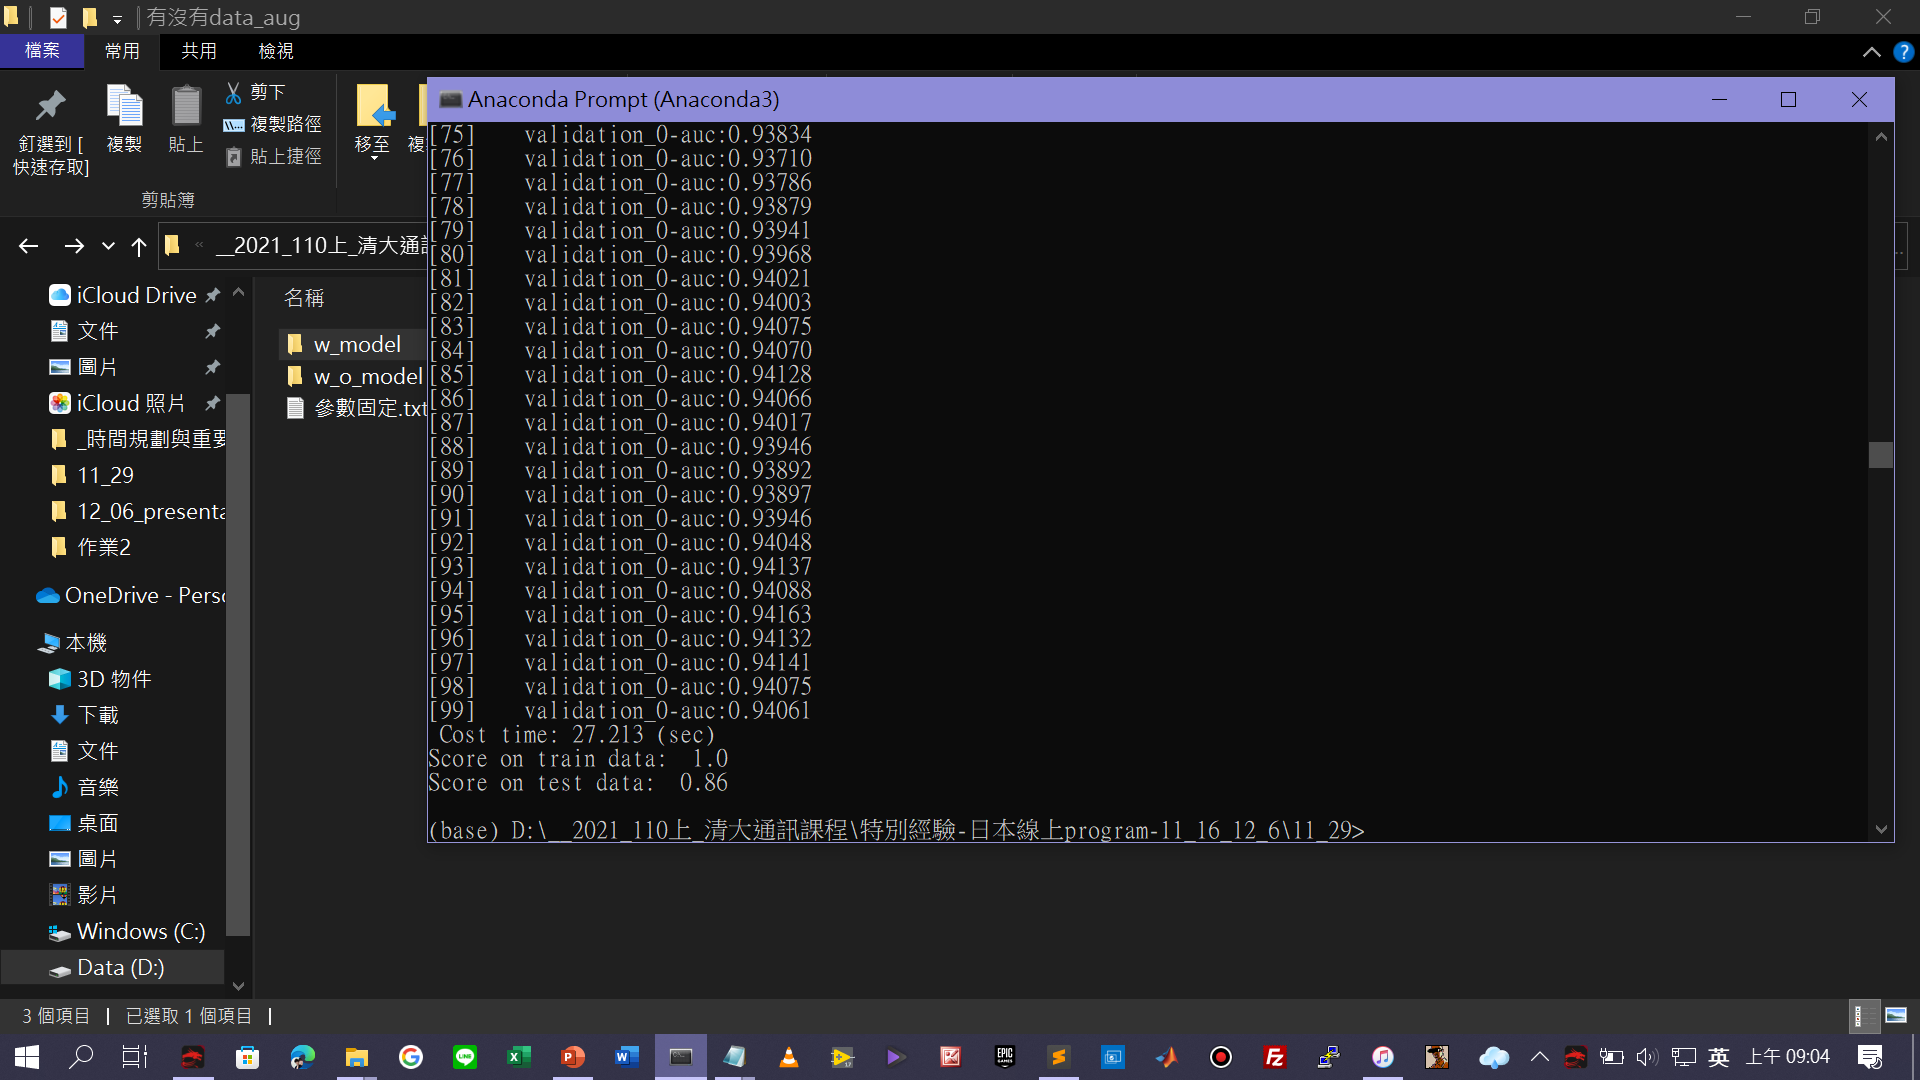 有沒有data_aug
檔案
常用
共用
檢視
釘選到 [
快速存取]
複製
貼上
剪下
複製路徑
貼上捷徑
移至
複
剪貼簿
« __2021_110上_清大通訊
iCloud Drive
文件
圖片
iCloud 照片
_時間規劃與重要
11_29
12_06_presenta
作業2
OneDrive - Perso
本機
3D 物件
下載
文件
音樂
桌面
圖片
影片
Windows (C:)
Data (D:)
名稱
w_model
w_o_model
參數固定.txt
Anaconda Prompt (Anaconda3)
[75] validation_0-auc:0.93834
[76] validation_0-auc:0.93710
[77] validation_0-auc:0.93786
[78] validation_0-auc:0.93879
[79] validation_0-auc:0.93941
[80] validation_0-auc:0.93968
[81] validation_0-auc:0.94021
[82] validation_0-auc:0.94003
[83] validation_0-auc:0.94075
[84] validation_0-auc:0.94070
[85] validation_0-auc:0.94128
[86] validation_0-auc:0.94066
[87] validation_0-auc:0.94017
[88] validation_0-auc:0.93946
[89] validation_0-auc:0.93892
[90] validation_0-auc:0.93897
[91] validation_0-auc:0.93946
[92] validation_0-auc:0.94048
[93] validation_0-auc:0.94137
[94] validation_0-auc:0.94088
[95] validation_0-auc:0.94163
[96] validation_0-auc:0.94132
[97] validation_0-auc:0.94141
[98] validation_0-auc:0.94075
[99] validation_0-auc:0.94061
Cost time: 27.213 (sec)
Score on train data:  1.0
Score on test data:  0.86
(base) D:\__2021_110上_清大通訊課程\特別經驗-日本線上program-11_16_12_6\11_29>
3 個項目
已選取 1 個項目
英
上午 09:04